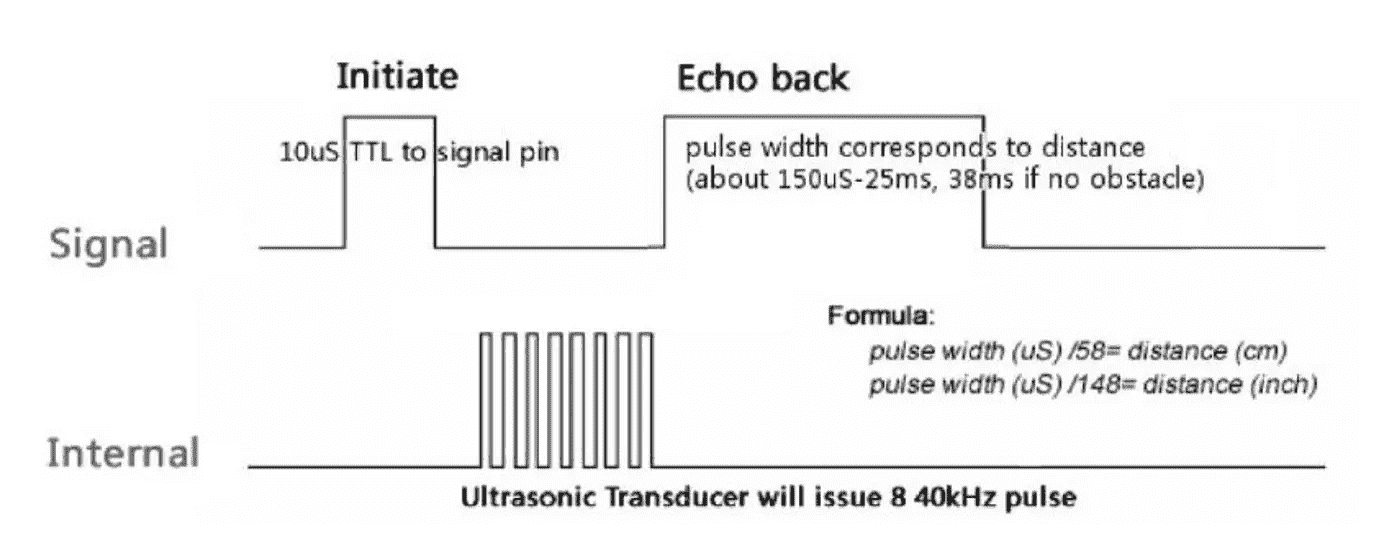 Initiate
Echo back
10uS TTL to signal pin
pulse width corresponds to distance
(about 150uS-25ms, 38ms if no obstacle)
Signal
Formula:
pulse width (uS) /58= distance (cm)
pulse width (uS) /148= distance (inch)
Internal
Ultrasonic Transducer will issue 8 40kHz pulse